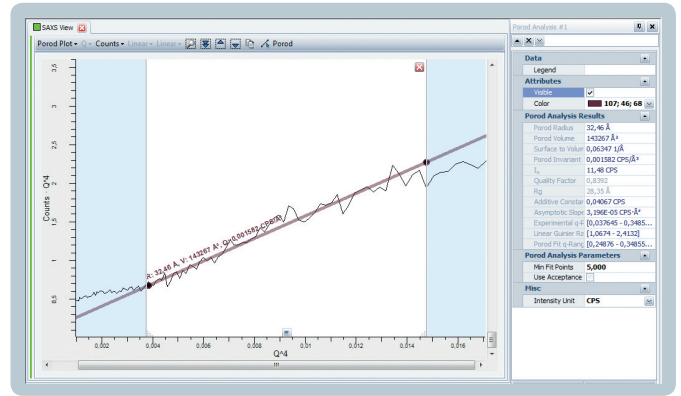 SAXS View
Porod Plot Q Counts Linear Linear Porod
3,5
3
2,5
2
1,5
1
0,5
Counts · Q^4
R: 32,46 Å, V: 143267 Å³, Q: 0,001582 CPS/Å³
0,002 0,004 0,006 0,008 0,01 0,012 0,014 0,016
Q^4
Porod Analysis #1
Data
Legend
Attributes
Visible
Color 107; 46; 68
Porod Analysis Results
Porod Radius 32,46 Å
Porod Volume 143267 Å³
Surface to Volum 0,06347 1/Å
Porod Invariant 0,001582 CPS/Å³
11,48 CPS
Quality Factor 0,8392
Rg 28,35 Å
Additive Constar 0,04067 CPS
Asymptotic Slope 3,196E-05 CPS·Å⁴
Experimental q-R [0,037645 - 0,3485...
Linear Guinier Ra [1,0674 - 2,4132]
Porod Fit q-Rang [0,24876 - 0,34855...
Porod Analysis Parameters
Min Fit Points 5,000
Use Acceptance
Misc
Intensity Unit CPS